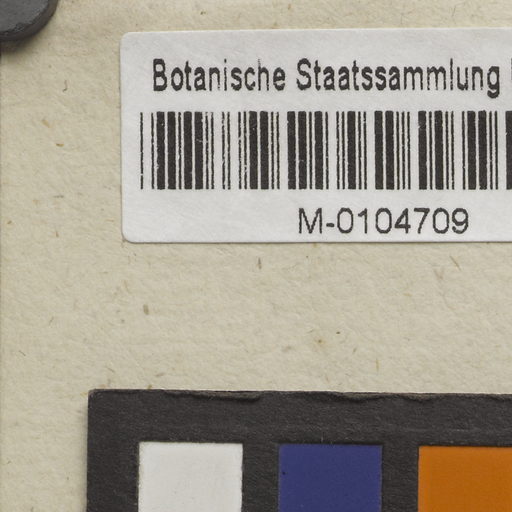 Botanische Staatssammlung
M-0104709